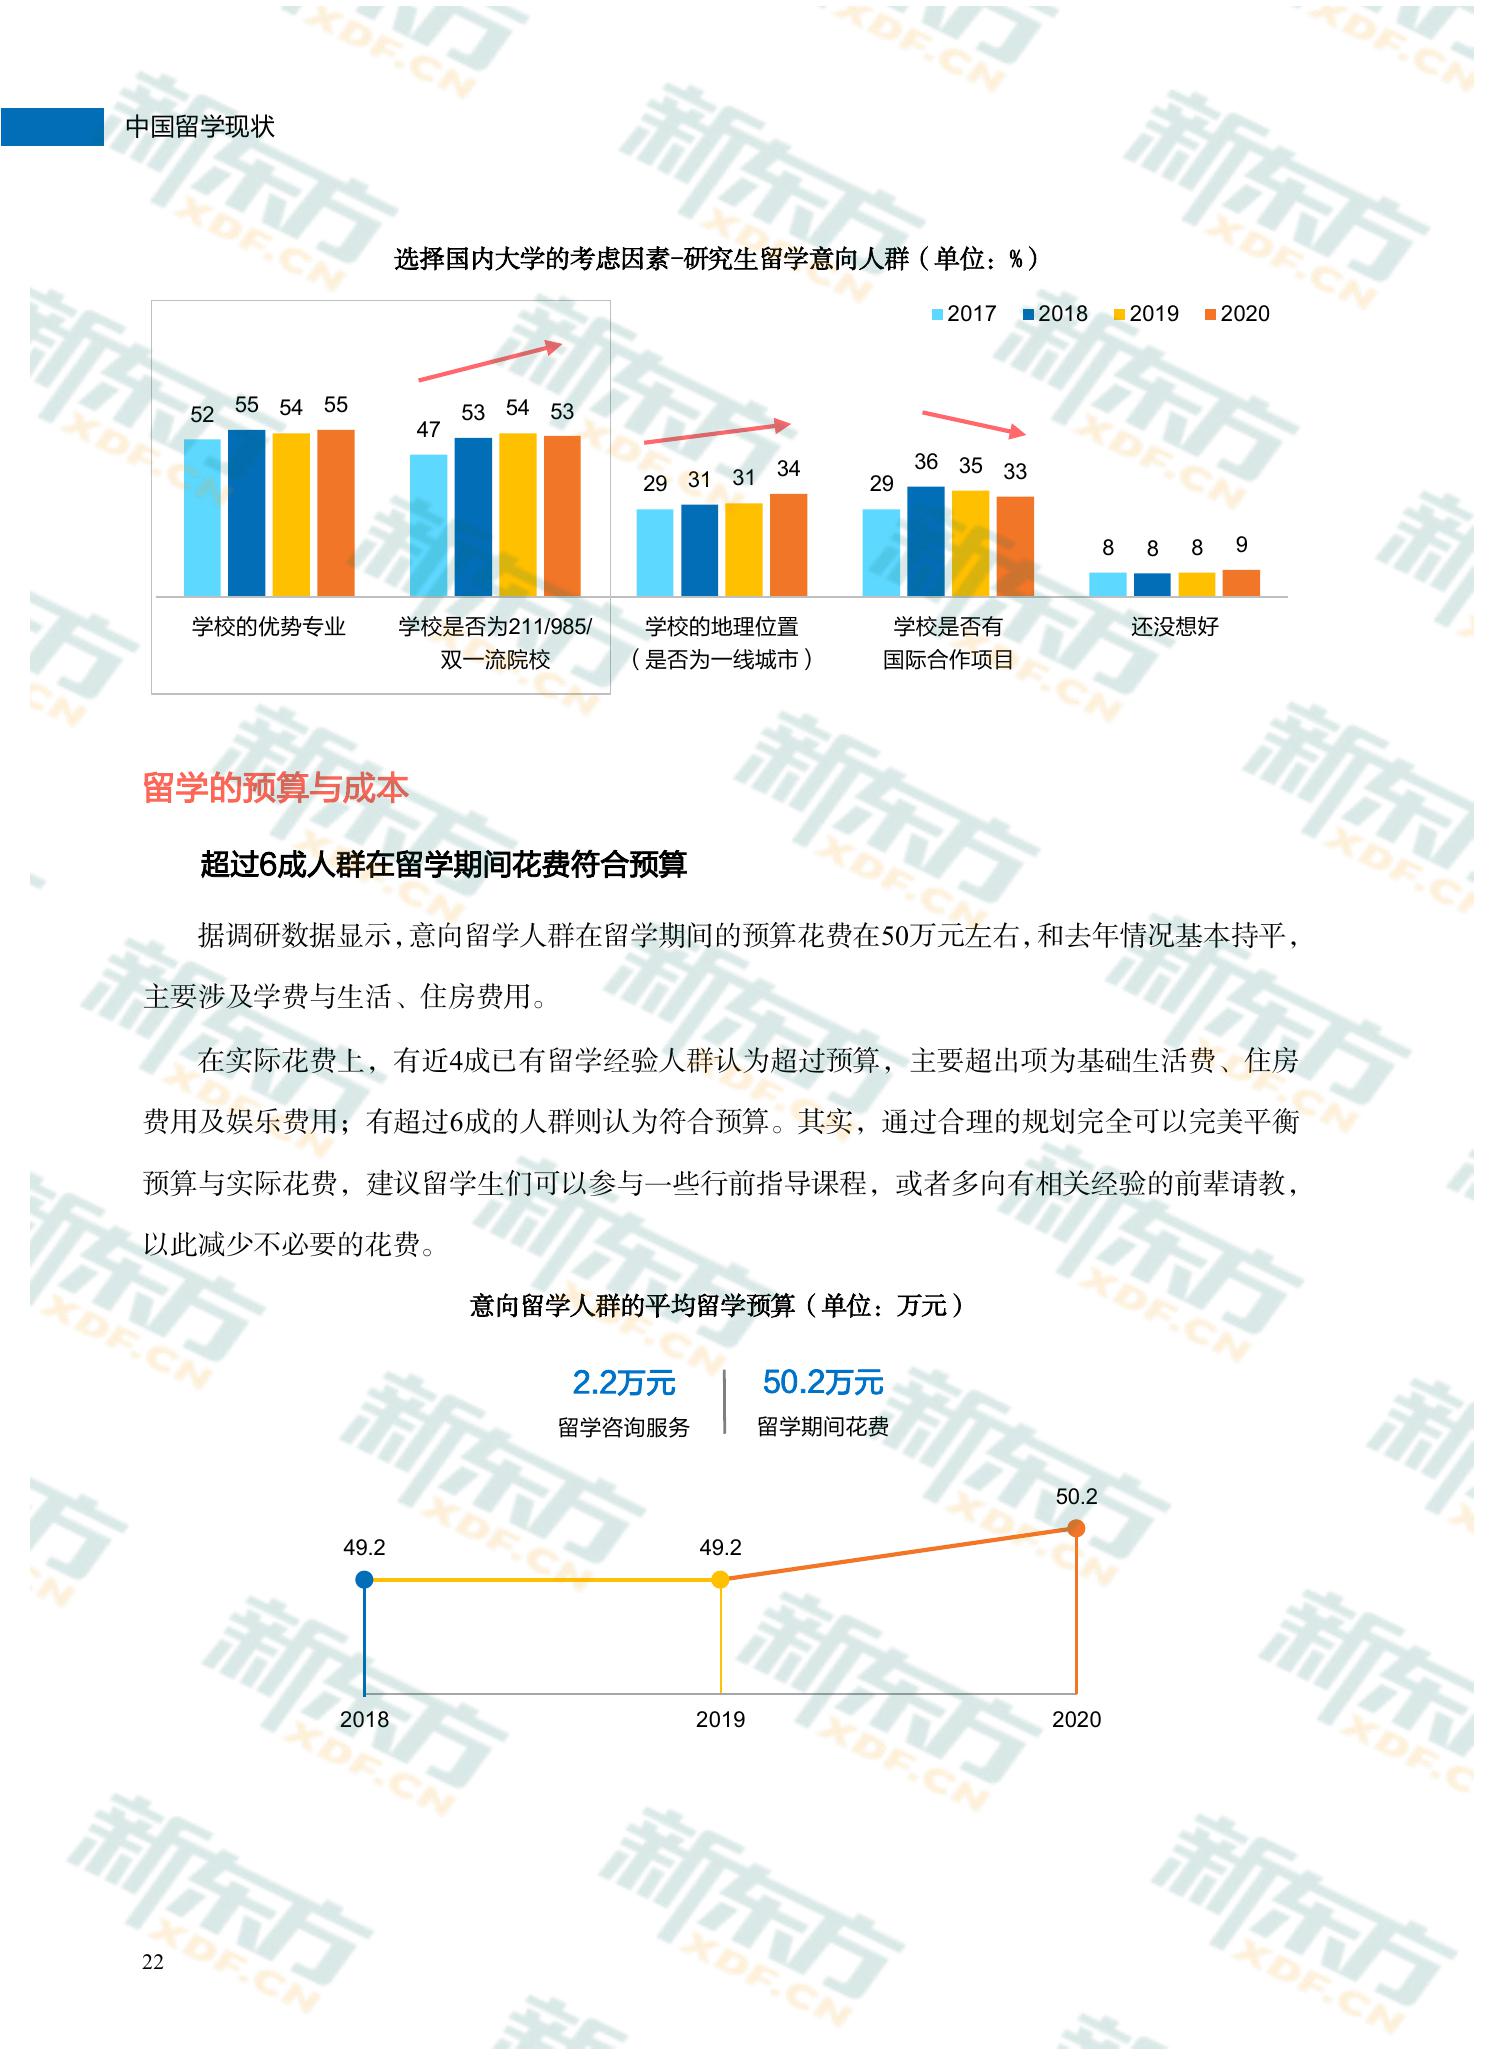 中国留学现状
选择国内大学的考虑因素-研究生留学意向人群（单位：%）
2017 2018 2019 2020
52 55 54 55 47 53 54 53 29 31 31 34 29 36 35 33 8 8 8 9
学校的优势专业 学校是否为211/985/ 学校的地理位置 学校是否有 还没想好
双一流院校 （是否为一线城市） 国际合作项目
留学的预算与成本
超过6成人群在留学期间花费符合预算
据调研数据显示，意向留学人群在留学期间的预算花费在50万元左右，和去年情况基本持平，
主要涉及学费与生活、住房费用。
在实际花费上，有近4成已有留学经验人群认为超过预算，主要超出项为基础生活费、住房
费用及娱乐费用；有超过6成的人群则认为符合预算。其实，通过合理的规划完全可以完美平衡
预算与实际花费，建议留学生们可以参与一些行前指导课程，或者多向有相关经验的前辈请教，
以此减少不必要的花费。
意向留学人群的平均留学预算（单位：万元）
2.2万元 50.2万元
留学咨询服务 留学期间花费
50.2
49.2 49.2
2018 2019 2020
22
新东方
XDF.CN